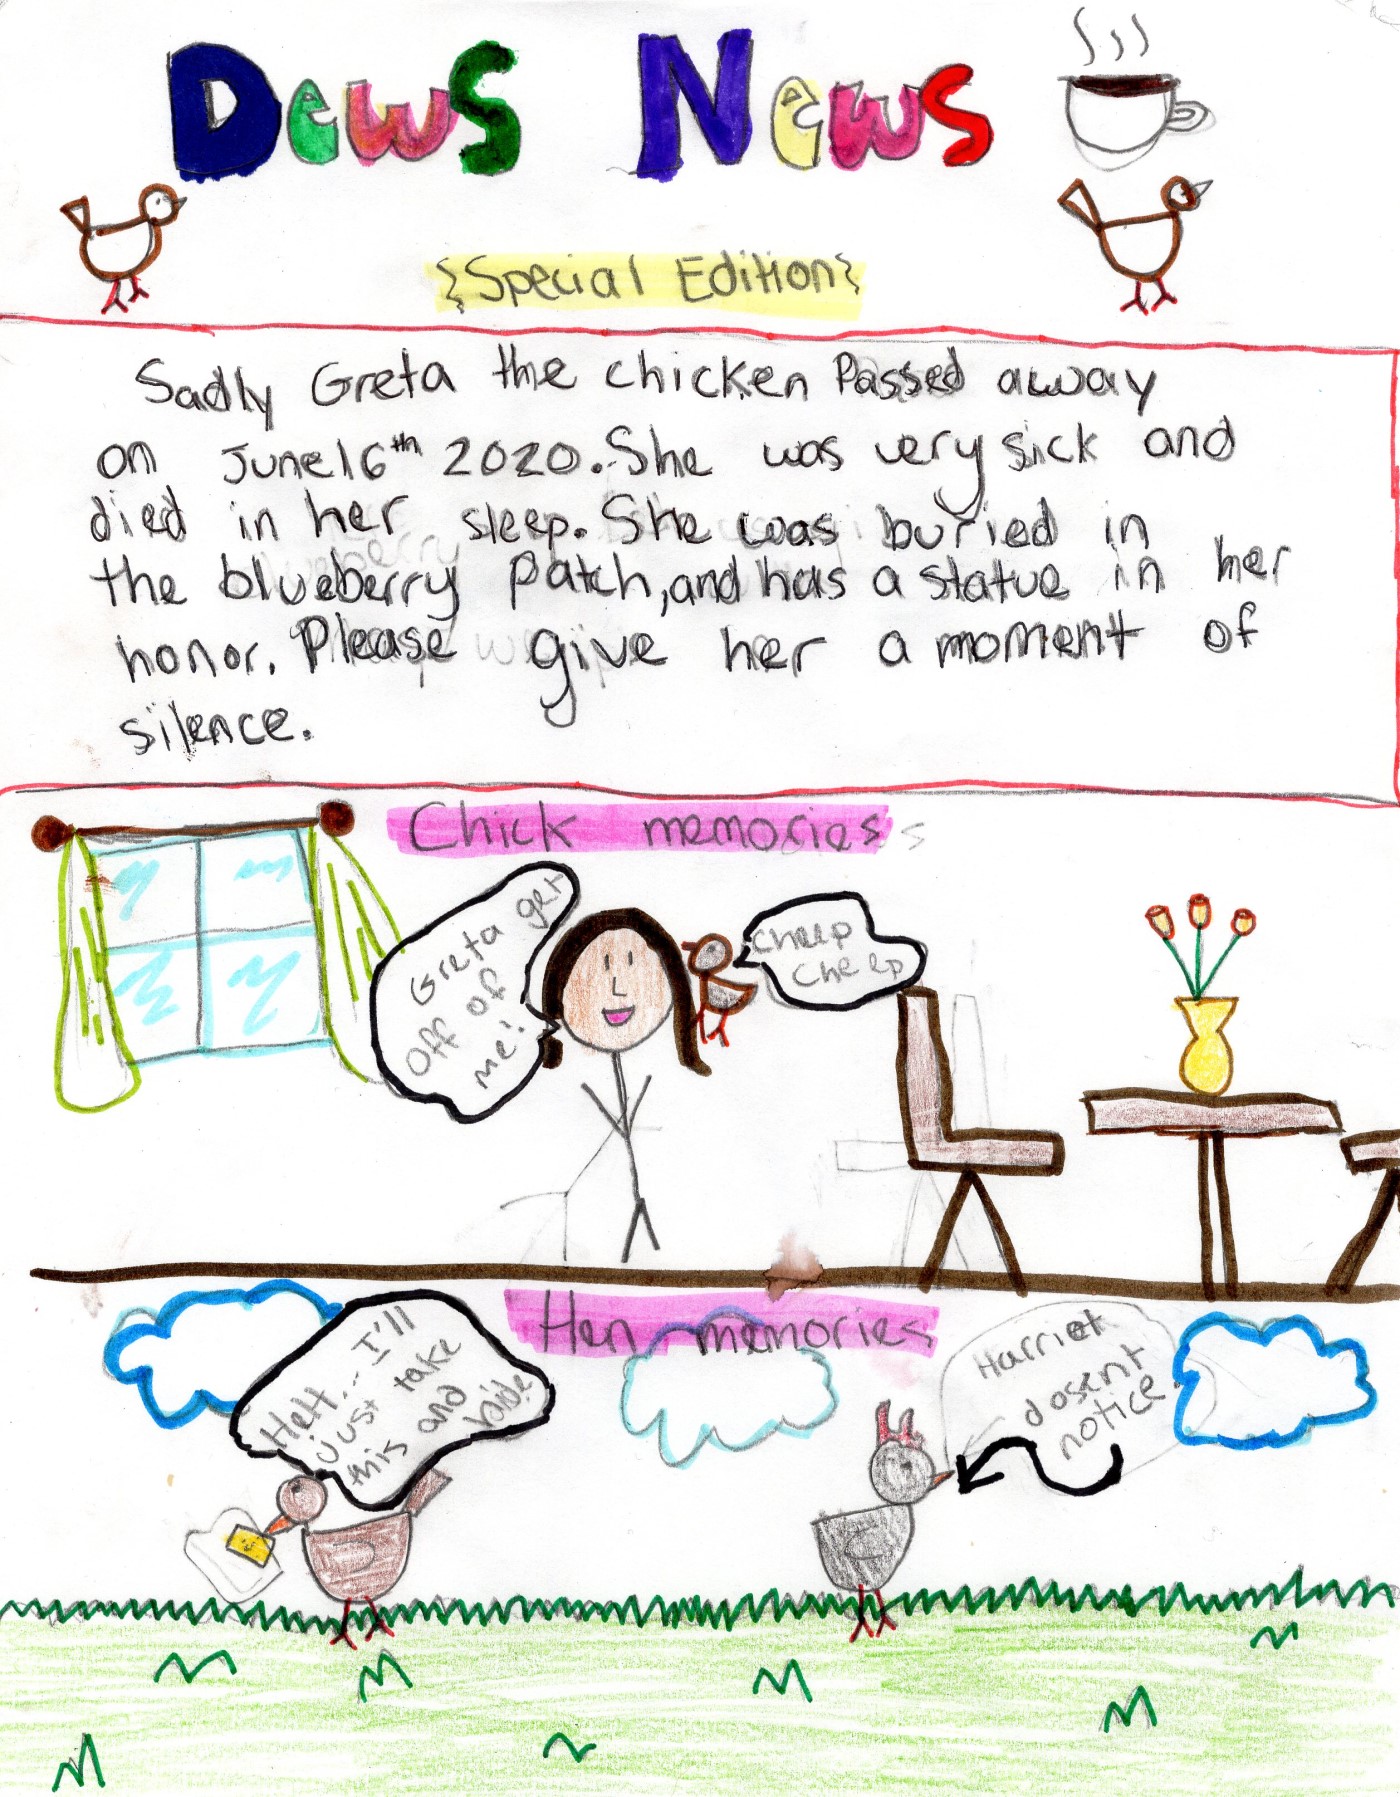 Dews News
{Special Edition}
Sadly Greta the chicken Passed away
on June 16th 2020. She was very sick and
died in her sleep. She was buried in
the blueberry Patch, and has a statue in her
honor. Please give her a moment of
silence.
Chick memories
Greta get
off of
me!
cheep
cheep
Hen memories
Heh... I'll
just take
this and
Harriet
dosent
notice.